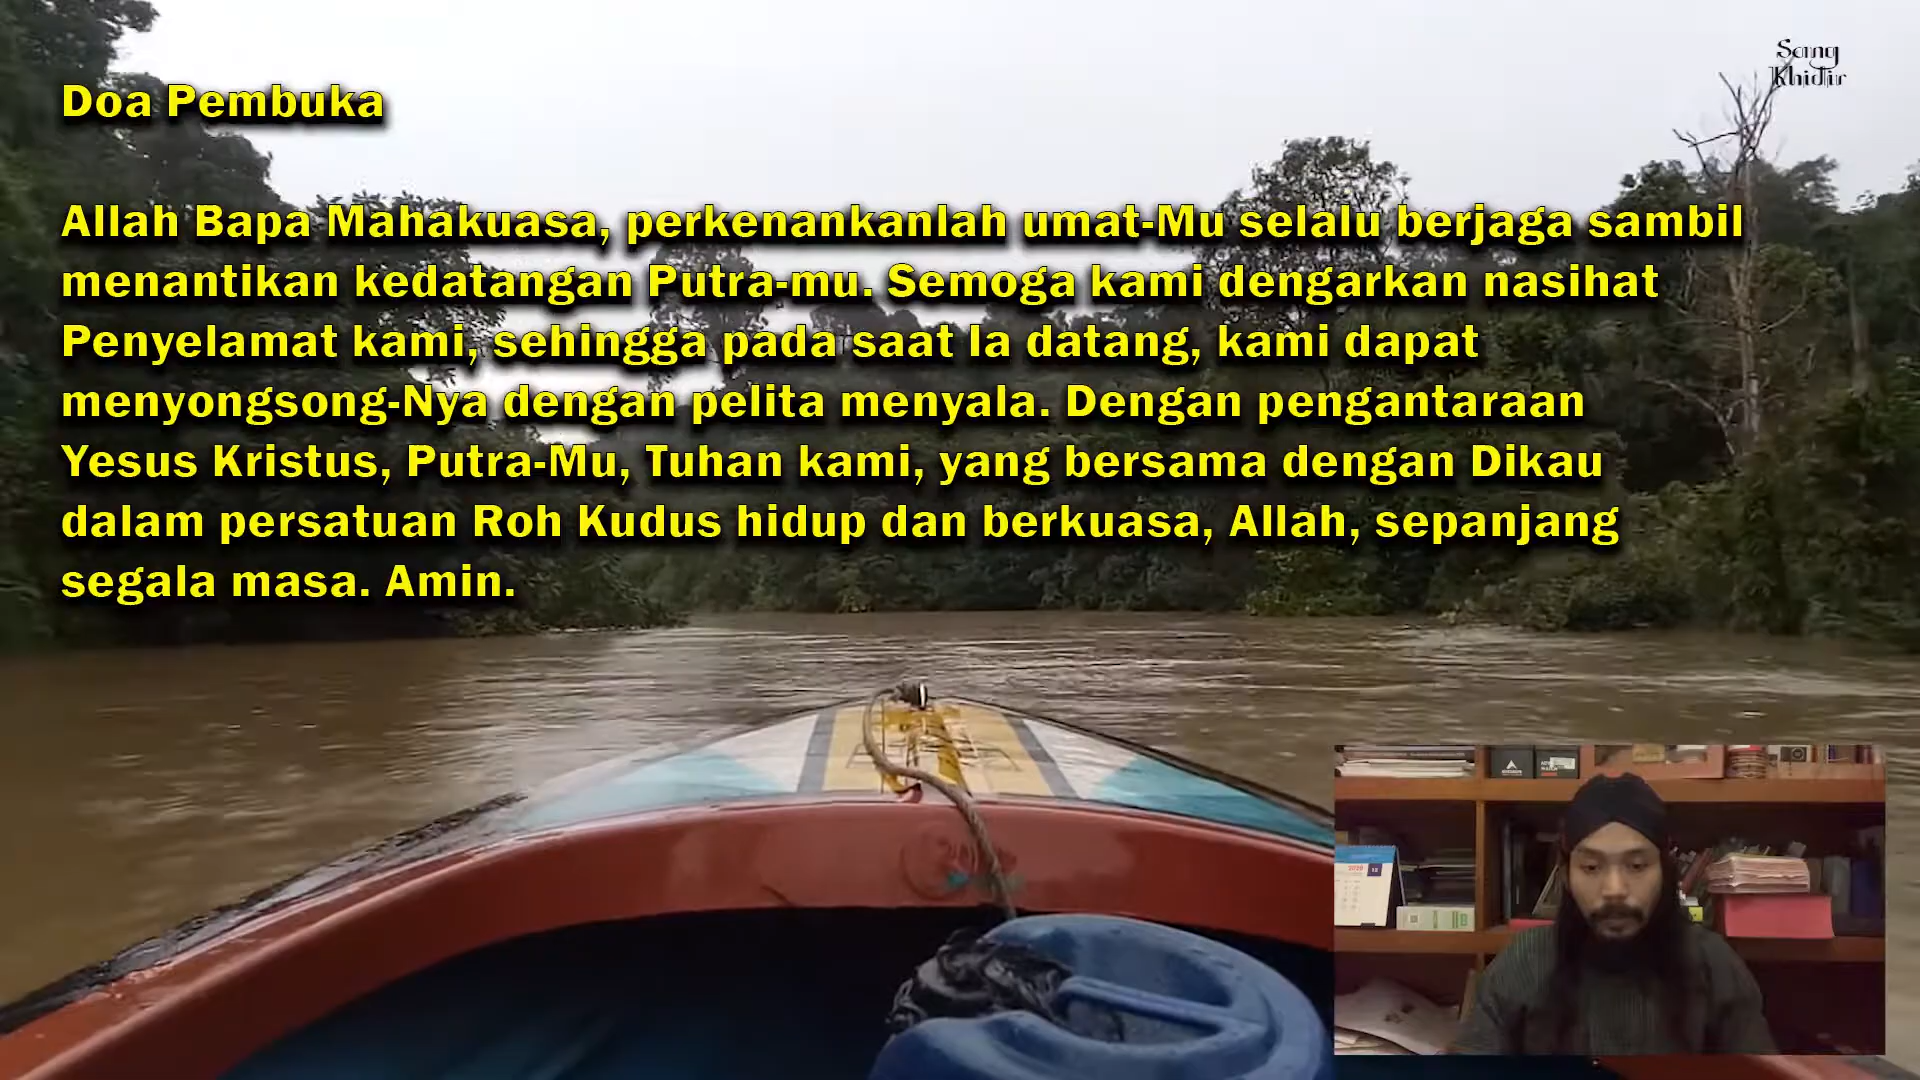 Sang
Khidir
Doa Pembuka
Allah Bapa Mahakuasa, perkenankanlah umat-Mu selalu berjaga sambil
menantikan kedatangan Putra-mu. Semoga kami dengarkan nasihat
Penyelamat kami, sehingga pada saat Ia datang, kami dapat
menyongsong-Nya dengan pelita menyala. Dengan pengantaraan
Yesus Kristus, Putra-Mu, Tuhan kami, yang bersama dengan Dikau
dalam persatuan Roh Kudus hidup dan berkuasa, Allah, sepanjang
segala masa. Amin.